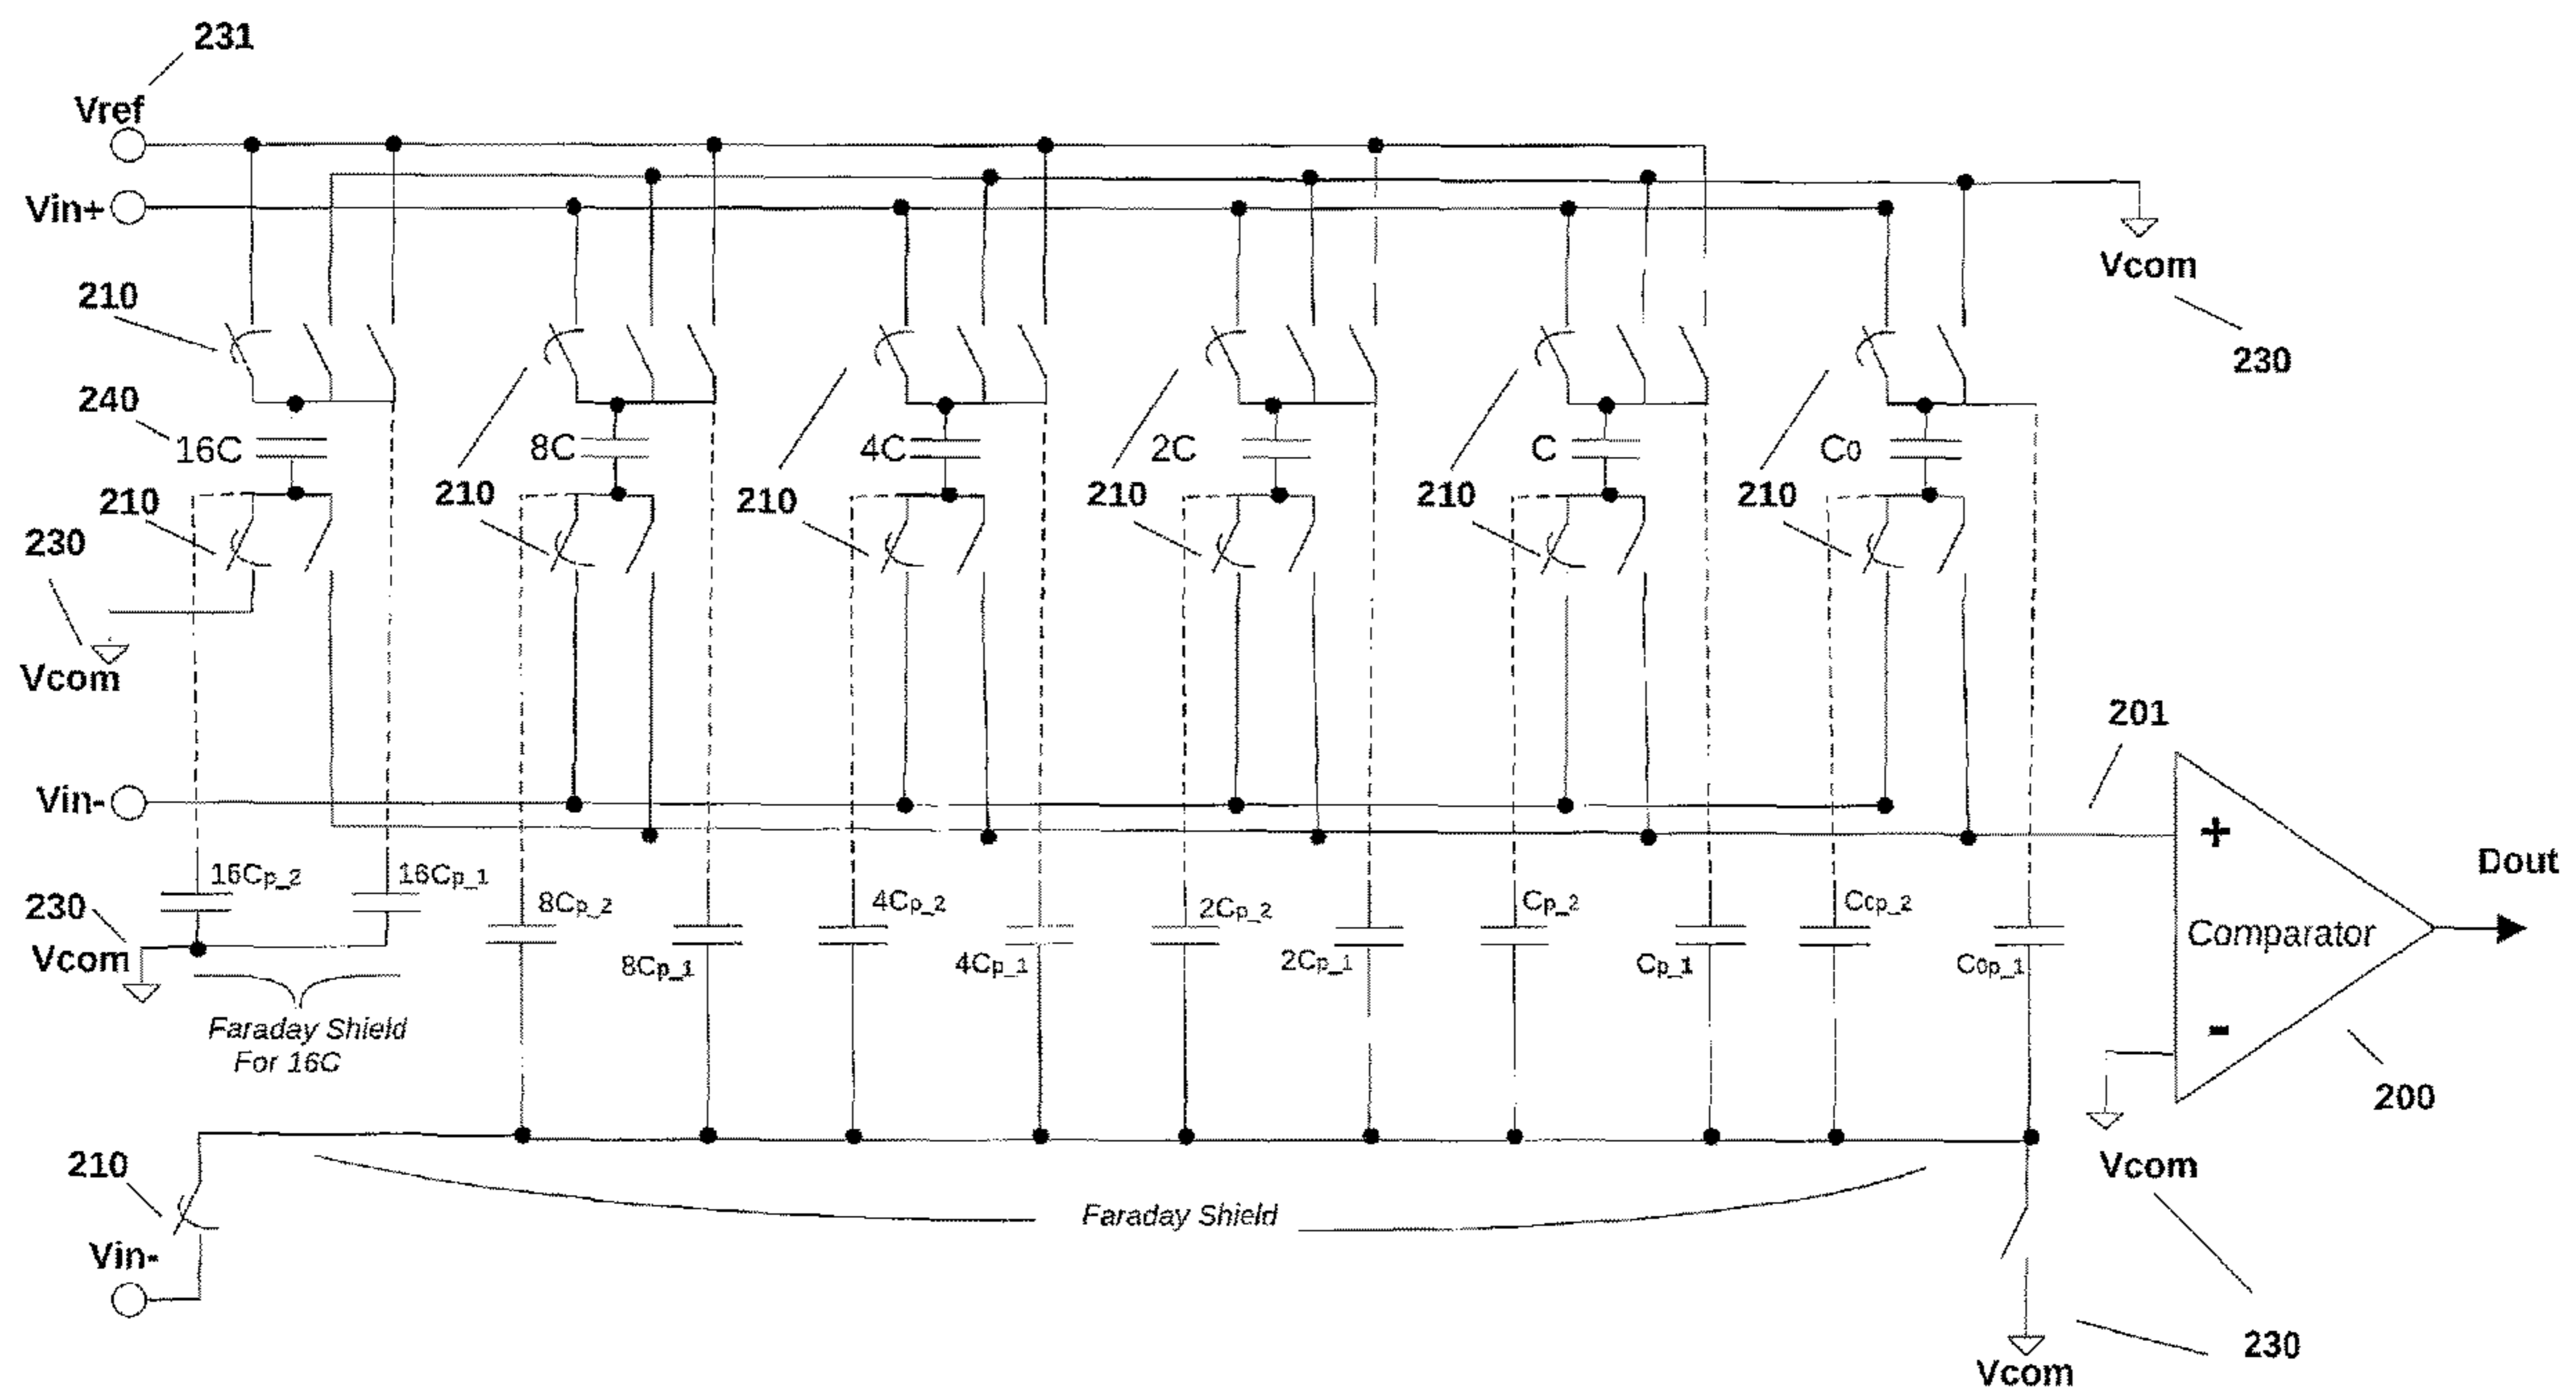 231
Vref
Vin+
Vcom
230
210
240
16C
8C
4C
2C
C
C0
210
210
210
210
210
210
230
Vcom
201
Vin-
Dout
16Cp_2
16Cp_1
230
Vcom
8Cp_2
8Cp_1
4Cp_2
4Cp_1
2Cp_2
2Cp_1
Cp_2
Cp_1
C0p_2
C0p_1
+
Comparator
-
Faraday Shield
For 16C
200
Vcom
210
Faraday Shield
Vin-
230
Vcom